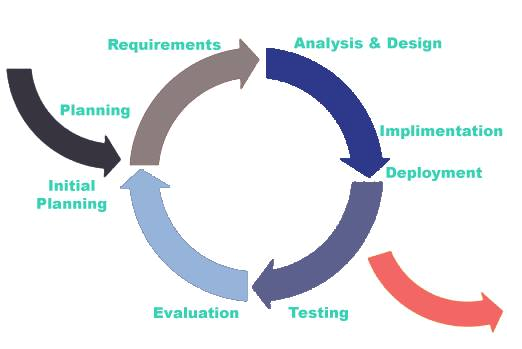 Requirements
Analysis & Design
Planning
Implimentation
Deployment
Initial
Planning
Evaluation
Testing